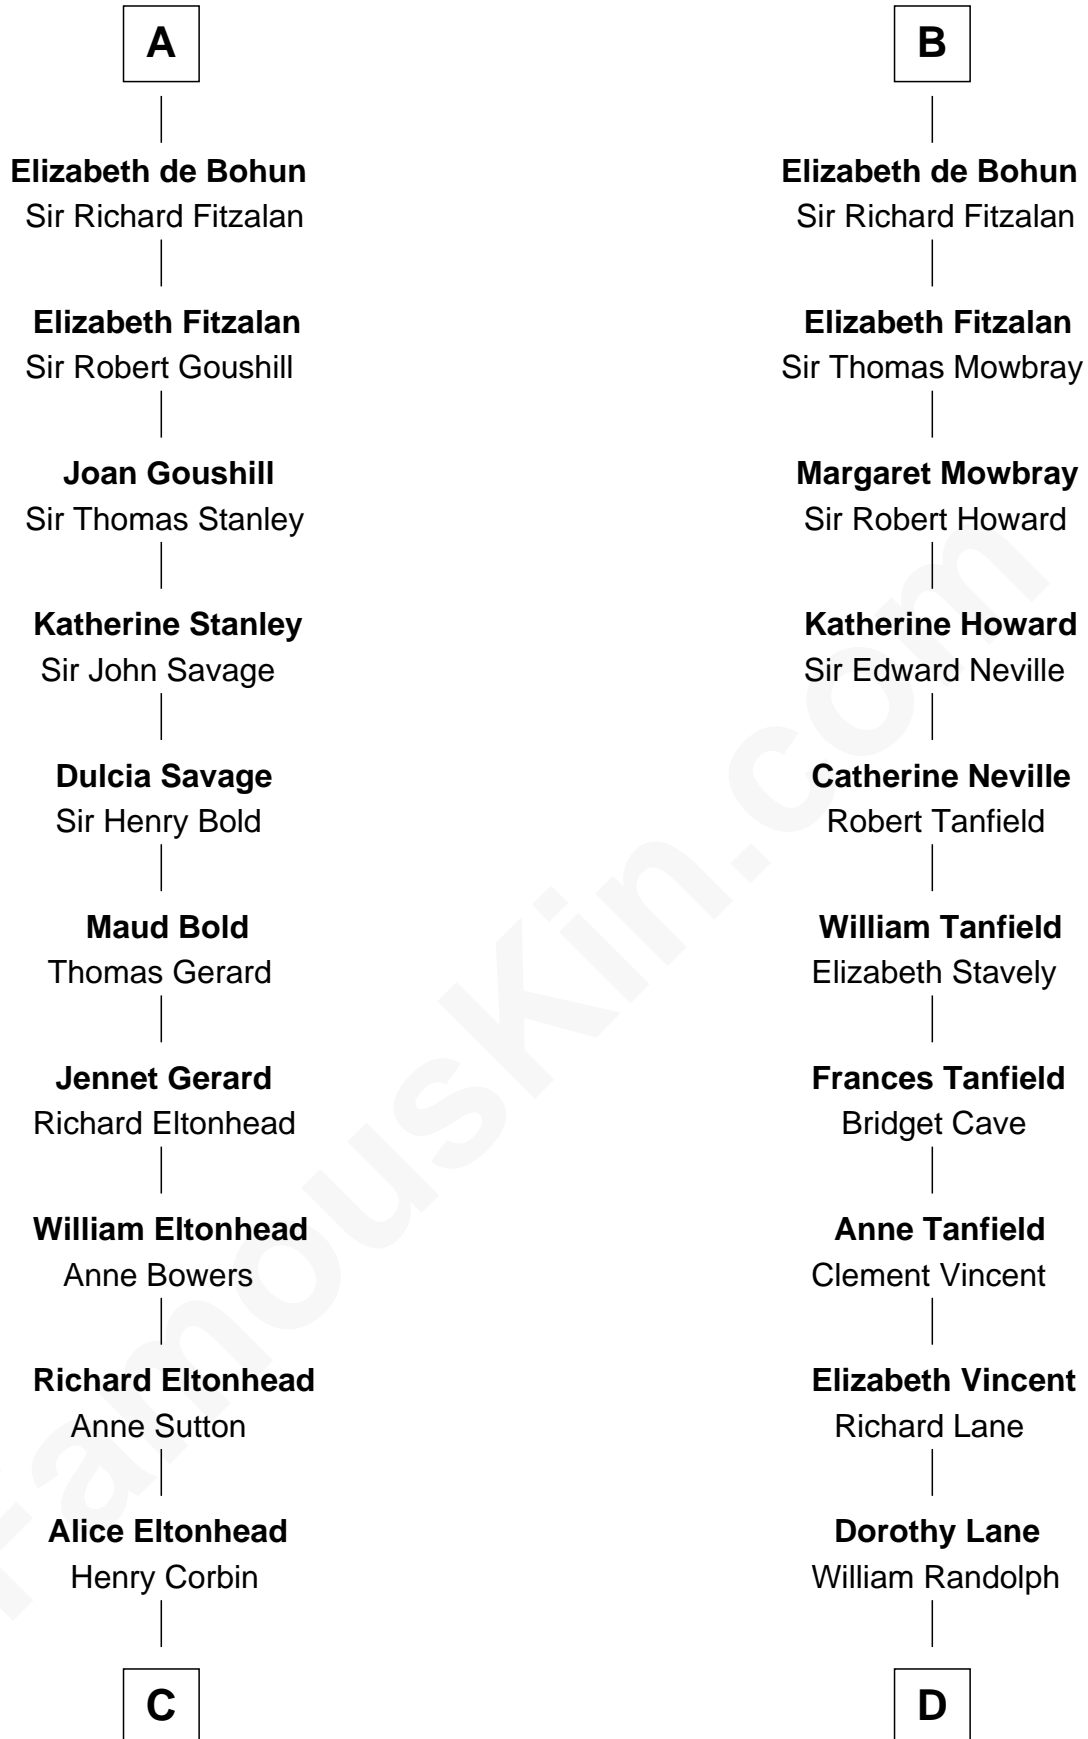 A
Elizabeth de Bohun
Sir Richard Fitzalan
Elizabeth Fitzalan
Sir Robert Goushill
Joan Goushill
Sir Thomas Stanley
Katherine Stanley
Sir John Savage
Dulcia Savage
Sir Henry Bold
Maud Bold
Thomas Gerard
Jennet Gerard
Richard Eltonhead
William Eltonhead
Anne Bowers
Richard Eltonhead
Anne Sutton
Alice Eltonhead
Henry Corbin
C
B
Elizabeth de Bohun
Sir Richard Fitzalan
Elizabeth Fitzalan
Sir Thomas Mowbray
Margaret Mowbray
Sir Robert Howard
Katherine Howard
Sir Edward Neville
Catherine Neville
Robert Tanfield
William Tanfield
Elizabeth Stavely
Frances Tanfield
Bridget Cave
Anne Tanfield
Clement Vincent
Elizabeth Vincent
Richard Lane
Dorothy Lane
William Randolph
D
FamousKin.com